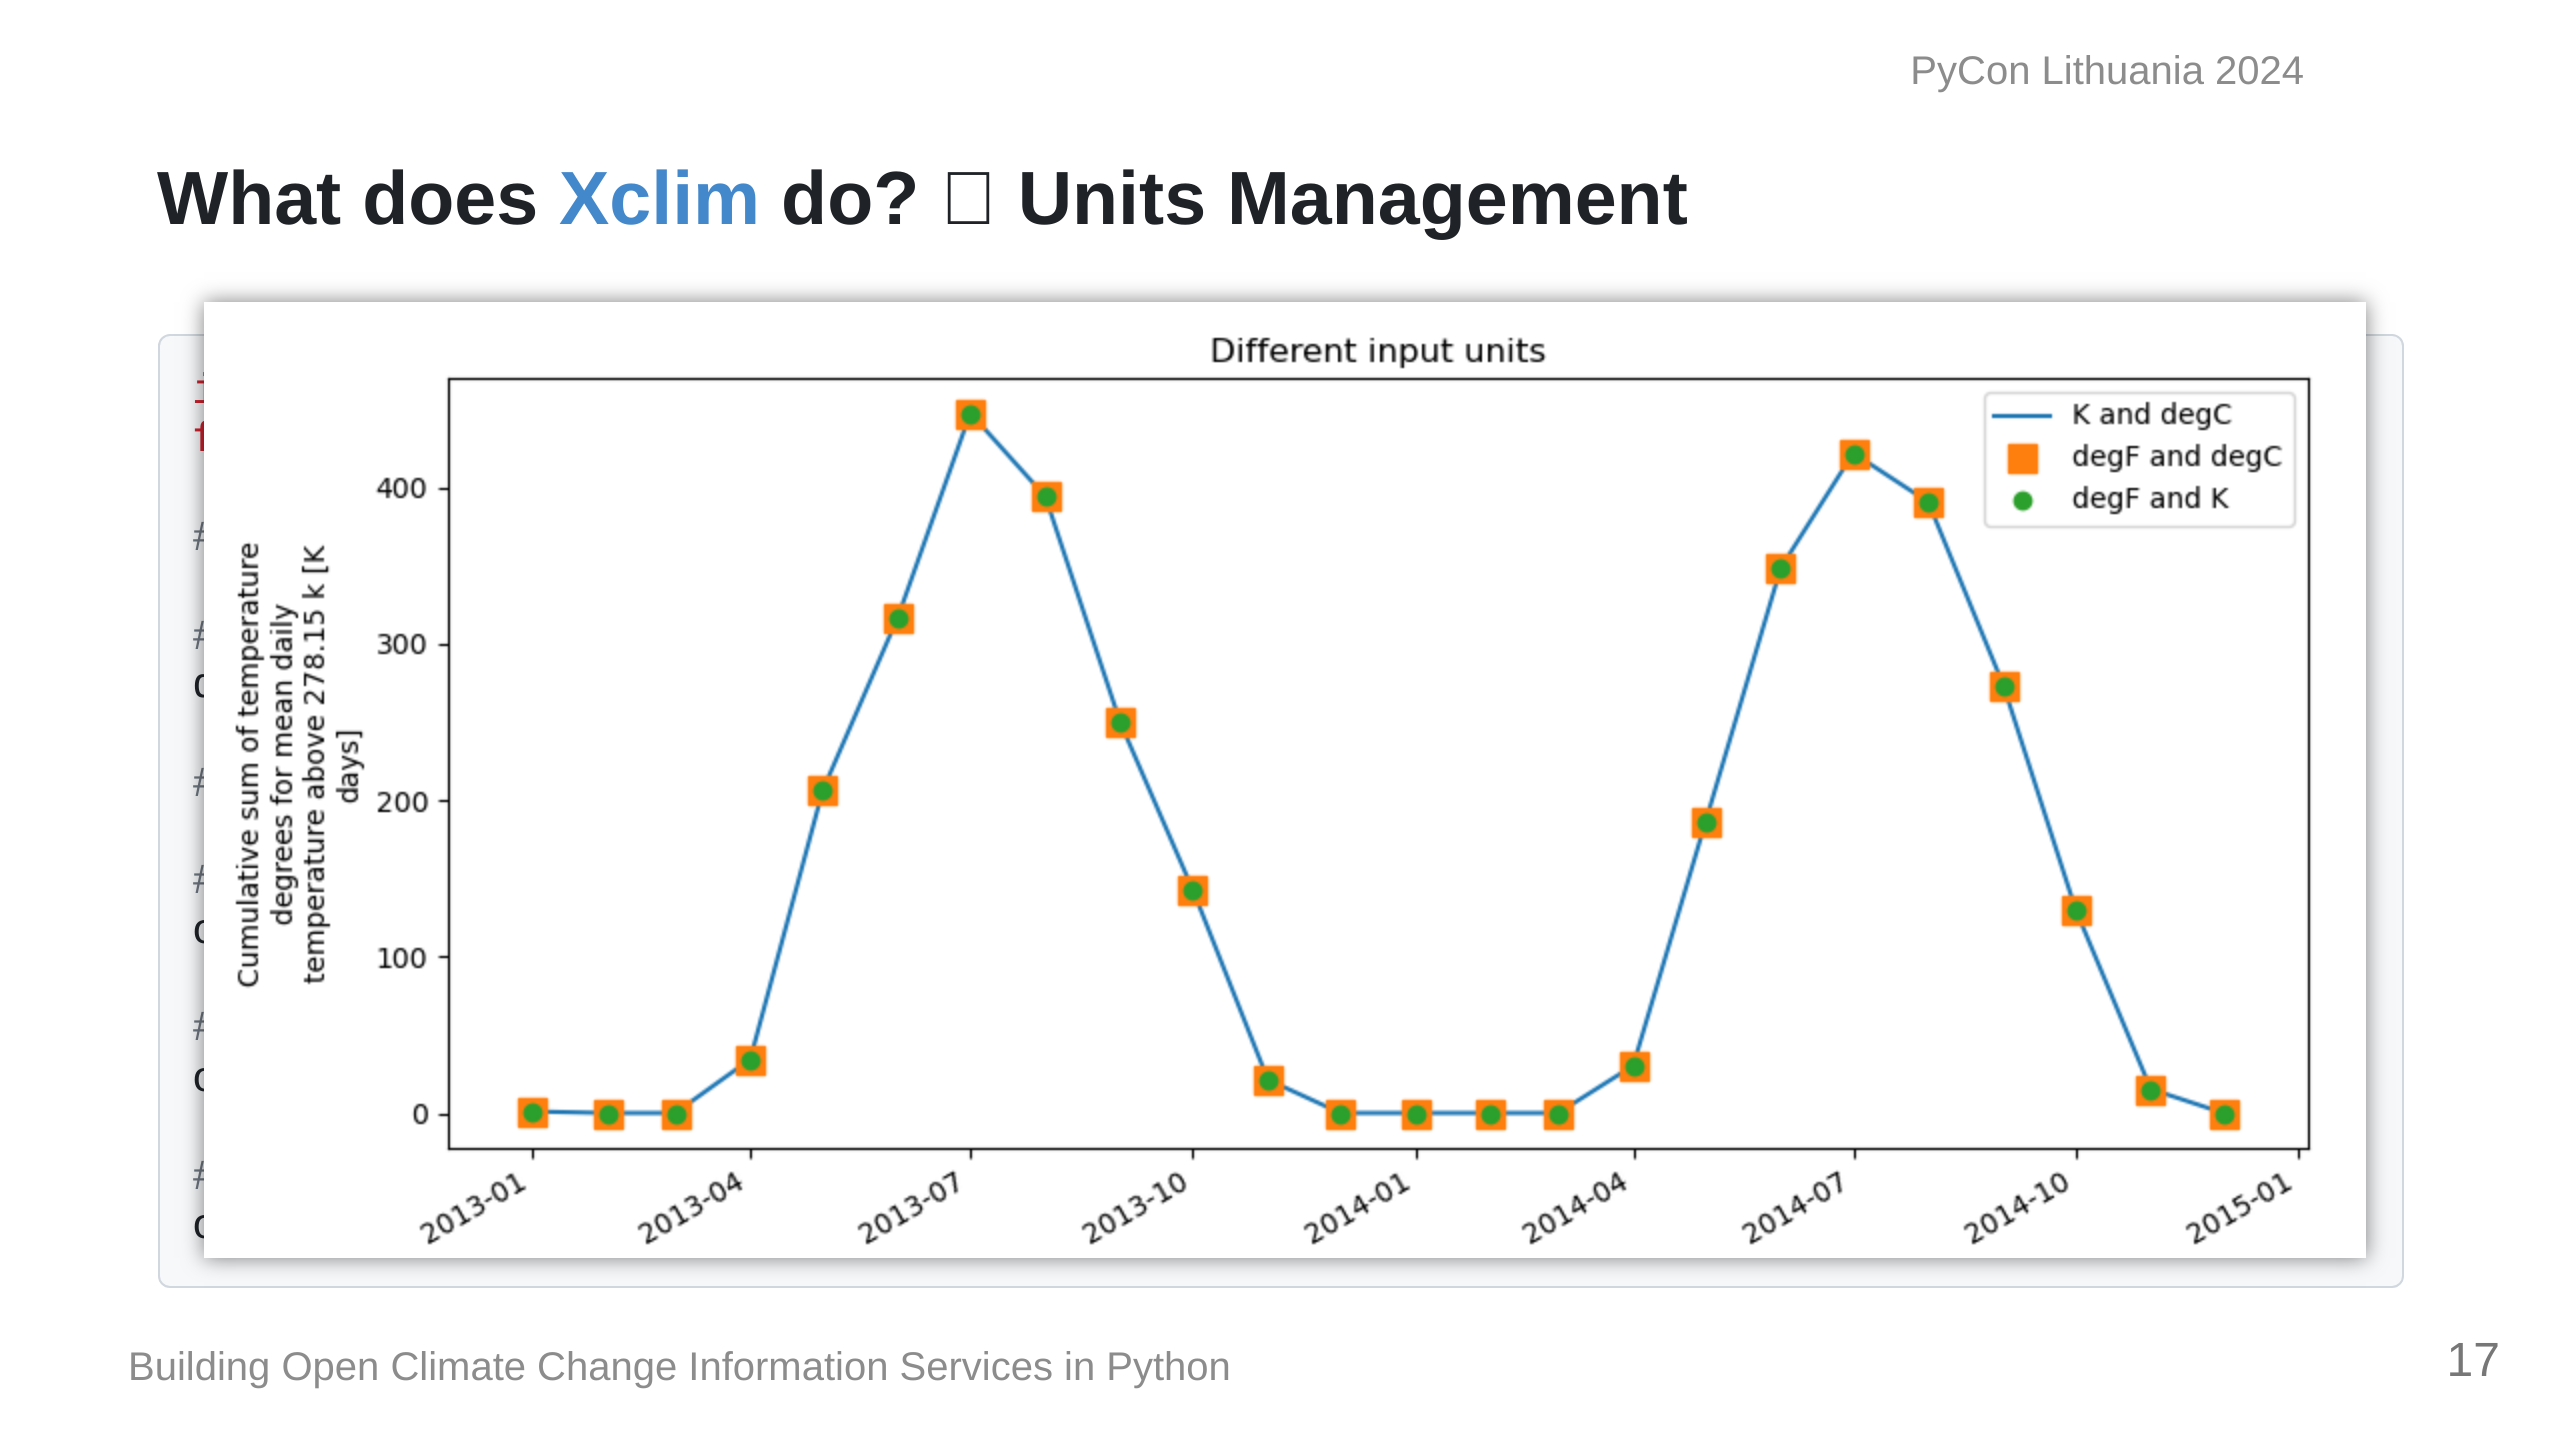 PyCon Lithuania 2024
What does Xclim do? Units Management
Different input units
K and degC
degF and degC
degF and K
Cumulative sum of temperature
degrees for mean daily
temperature above 278.15 k [K
days]
400
300
200
100
0
2013-01
2013-04
2013-07
2013-10
2014-01
2014-04
2014-07
2014-10
2015-01
#
#
#
#
#
#
Building Open Climate Change Information Services in Python
17